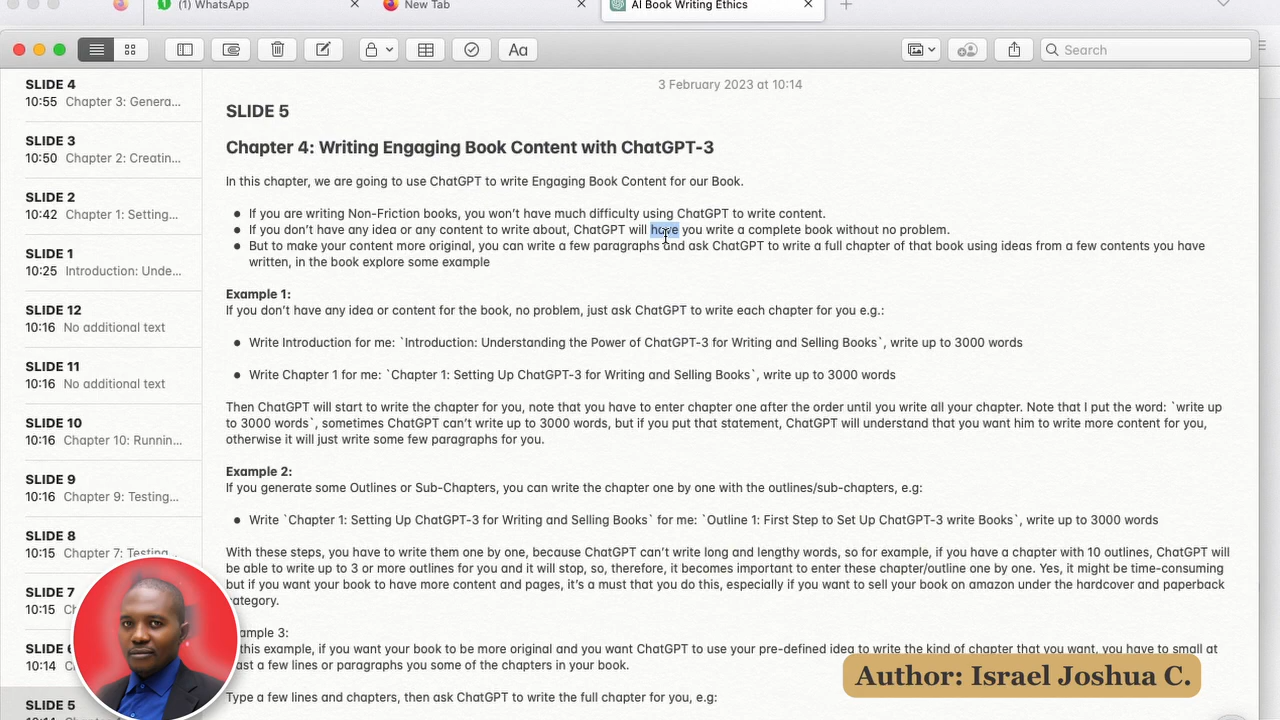 WhatsApp
New Tab
AI Book Writing Ethics
Aa
Search
SLIDE 4
10:55 Chapter 3: Genera...
SLIDE 3
10:50 Chapter 2: Creatin...
SLIDE 2
10:42 Chapter 1: Setting...
SLIDE 1
10:25 Introduction: Unde...
SLIDE 12
10:16 No additional text
SLIDE 11
10:16 No additional text
SLIDE 10
10:16 Chapter 10: Runnin...
SLIDE 9
10:16 Chapter 9: Testing...
SLIDE 8
10:15 Chapter 7: Testing...
SLIDE 7
10:15
10:14
SLIDE 5
3 February 2023 at 10:14
SLIDE 5
Chapter 4: Writing Engaging Book Content with ChatGPT-3
In this chapter, we are going to use ChatGPT to write Engaging Book Content for our Book.
● If you are writing Non-Friction books, you won't have much difficulty using ChatGPT to write content.
● If you don't have any idea or any content to write about, ChatGPT will have you write a complete book without no problem.
● But to make your content more original, you can write a few paragraphs and ask ChatGPT to write a full chapter of that book using ideas from a few contents you have
written, in the book explore some example
Example 1:
If you don't have any idea or content for the book, no problem, just ask ChatGPT to write each chapter for you e.g.:
● Write Introduction for me: `Introduction: Understanding the Power of ChatGPT-3 for Writing and Selling Books`, write up to 3000 words
● Write Chapter 1 for me: `Chapter 1: Setting Up ChatGPT-3 for Writing and Selling Books`, write up to 3000 words
Then ChatGPT will start to write the chapter for you, note that you have to enter chapter one after the order until you write all your chapter. Note that I put the word: `write up
to 3000 words`, sometimes ChatGPT can't write up to 3000 words, but if you put that statement, ChatGPT will understand that you want him to write more content for you,
otherwise it will just write some few paragraphs for you.
Example 2:
If you generate some Outlines or Sub-Chapters, you can write the chapter one by one with the outlines/sub-chapters, e.g:
● Write `Chapter 1: Setting Up ChatGPT-3 for Writing and Selling Books` for me: `Outline 1: First Step to Set Up ChatGPT-3 write Books`, write up to 3000 words
With these steps, you have to write them one by one, because ChatGPT can't write long and lengthy words, so for example, if you have a chapter with 10 outlines, ChatGPT will
be able to write up to 3 or more outlines for you and it will stop, so, therefore, it becomes important to enter these chapter/outline one by one. Yes, it might be time-consuming
but if you want your book to have more content and pages, it's a must that you do this, especially if you want to sell your book on amazon under the hardcover and paperback
category.
ample 3:
this example, if you want your book to be more original and you want ChatGPT to use your pre-defined idea to write the kind of chapter that you want, you have to small at
ast a few lines or paragraphs you some of the chapters in your book.
Type a few lines and chapters, then ask ChatGPT to write the full chapter for you, e.g:
Author: Israel Joshua C.